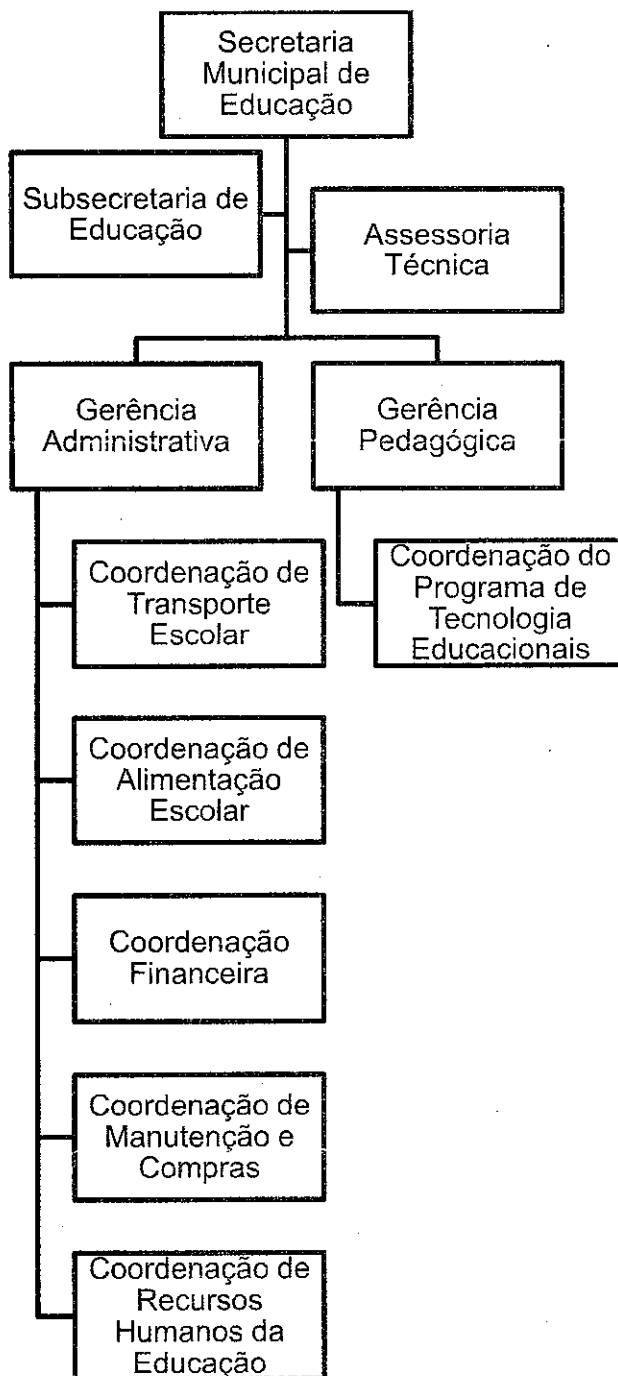 Secretaria
Municipal de
Educação
Subsecretaria de
Educação
Assessoria
Técnica
Gerência
Administrativa
Gerência
Pedagógica
Coordenação de
Transporte
Escolar
Coordenação do
Programa de
Tecnologia
Educacionais
Coordenação de
Alimentação
Escolar
Coordenação
Financeira
Coordenação de
Manutenção e
Compras
Coordenação de
Recursos
Humanos da
Educação